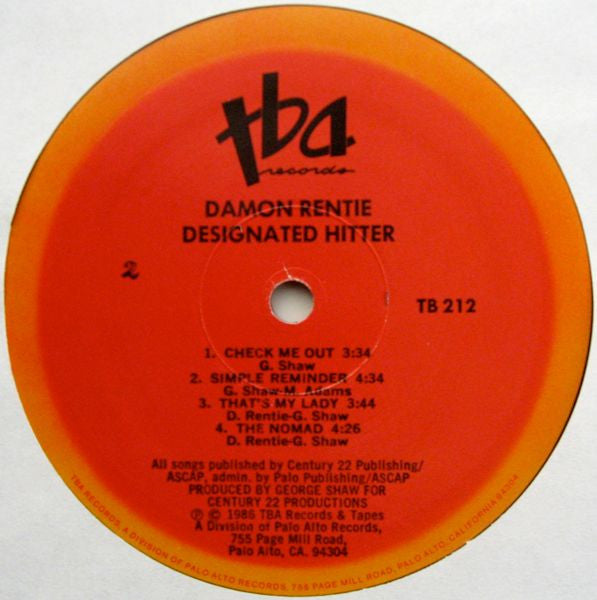 tba
records
DAMON RENTIE
DESIGNATED HITTER
2
TB 212
1. CHECK ME OUT 3:34
G. Shaw
2. SIMPLE REMINDER 4:34
G. Shaw-M. Adams
3. THAT'S MY LADY 3:44
D. Rentie-G. Shaw
4. THE NOMAD 4:26
D. Rentie-G. Shaw
All songs published by Century 22 Publishing/
ASCAP, admin. by Palo Publishing/ASCAP
PRODUCED BY GEORGE SHAW FOR
CENTURY 22 PRODUCTIONS
℗ © 1986 TBA Records & Tapes
A Division of Palo Alto Records,
755 Page Mill Road,
Palo Alto, CA. 94304
TBA RECORDS, A DIVISION OF PALO ALTO RECORDS, 755 PAGE MILL ROAD, PALO ALTO, CALIFORNIA 94304